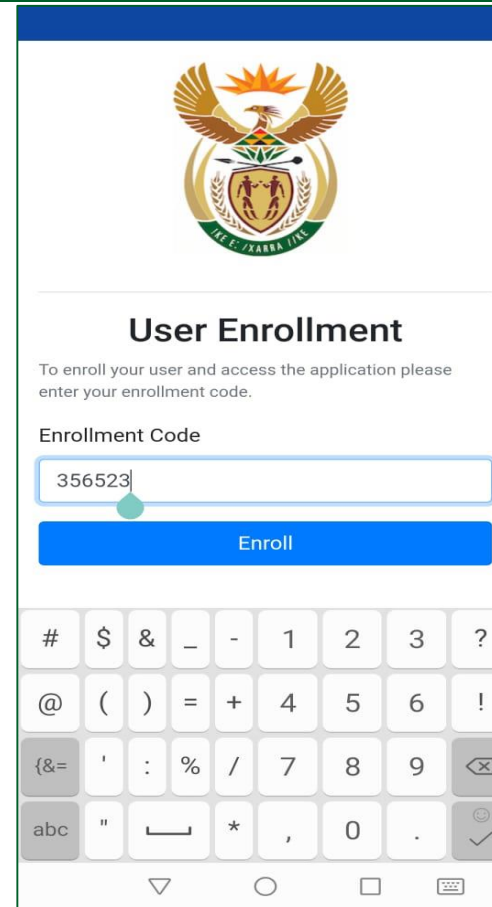 !KE E: /XARRA //KE
User Enrollment
To enroll your user and access the application please
enter your enrollment code.
Enrollment Code
356523
Enroll
# $ & _ - 1 2 3 ?
@ ( ) = + 4 5 6 !
{&= ' : % / 7 8 9
abc " * , 0 .